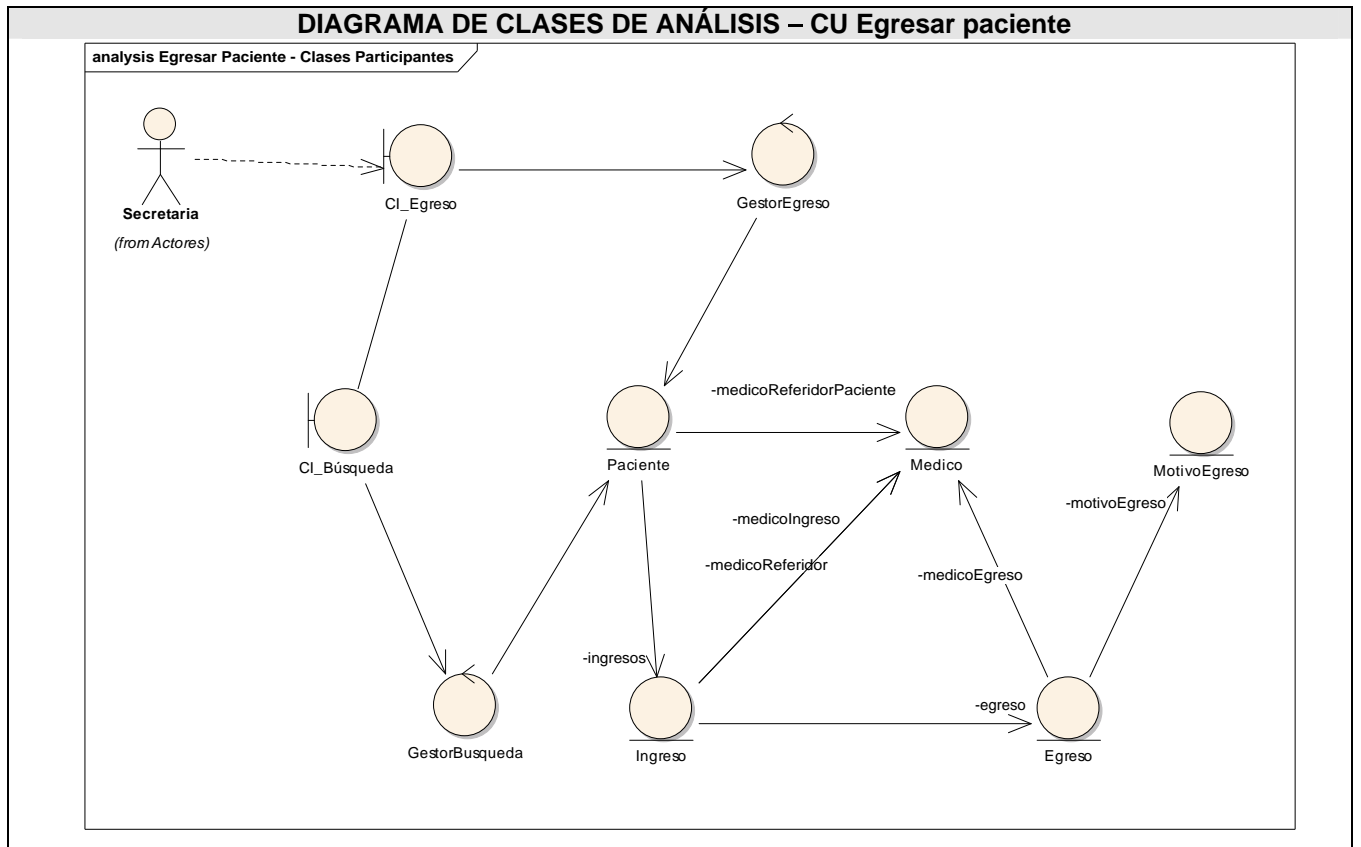 DIAGRAMA DE CLASES DE ANÁLISIS – CU Egresar paciente
analysis Egresar Paciente - Clases Participantes
CI_Egreso
GestorEgreso
Secretaria
(from Actores)
-medicoReferidorPaciente
CI_Búsqueda
Paciente
Medico
MotivoEgreso
-motivoEgreso
-medicoIngreso
-medicoReferidor
-medicoEgreso
-ingresos
-egreso
GestorBusqueda
Ingreso
Egreso